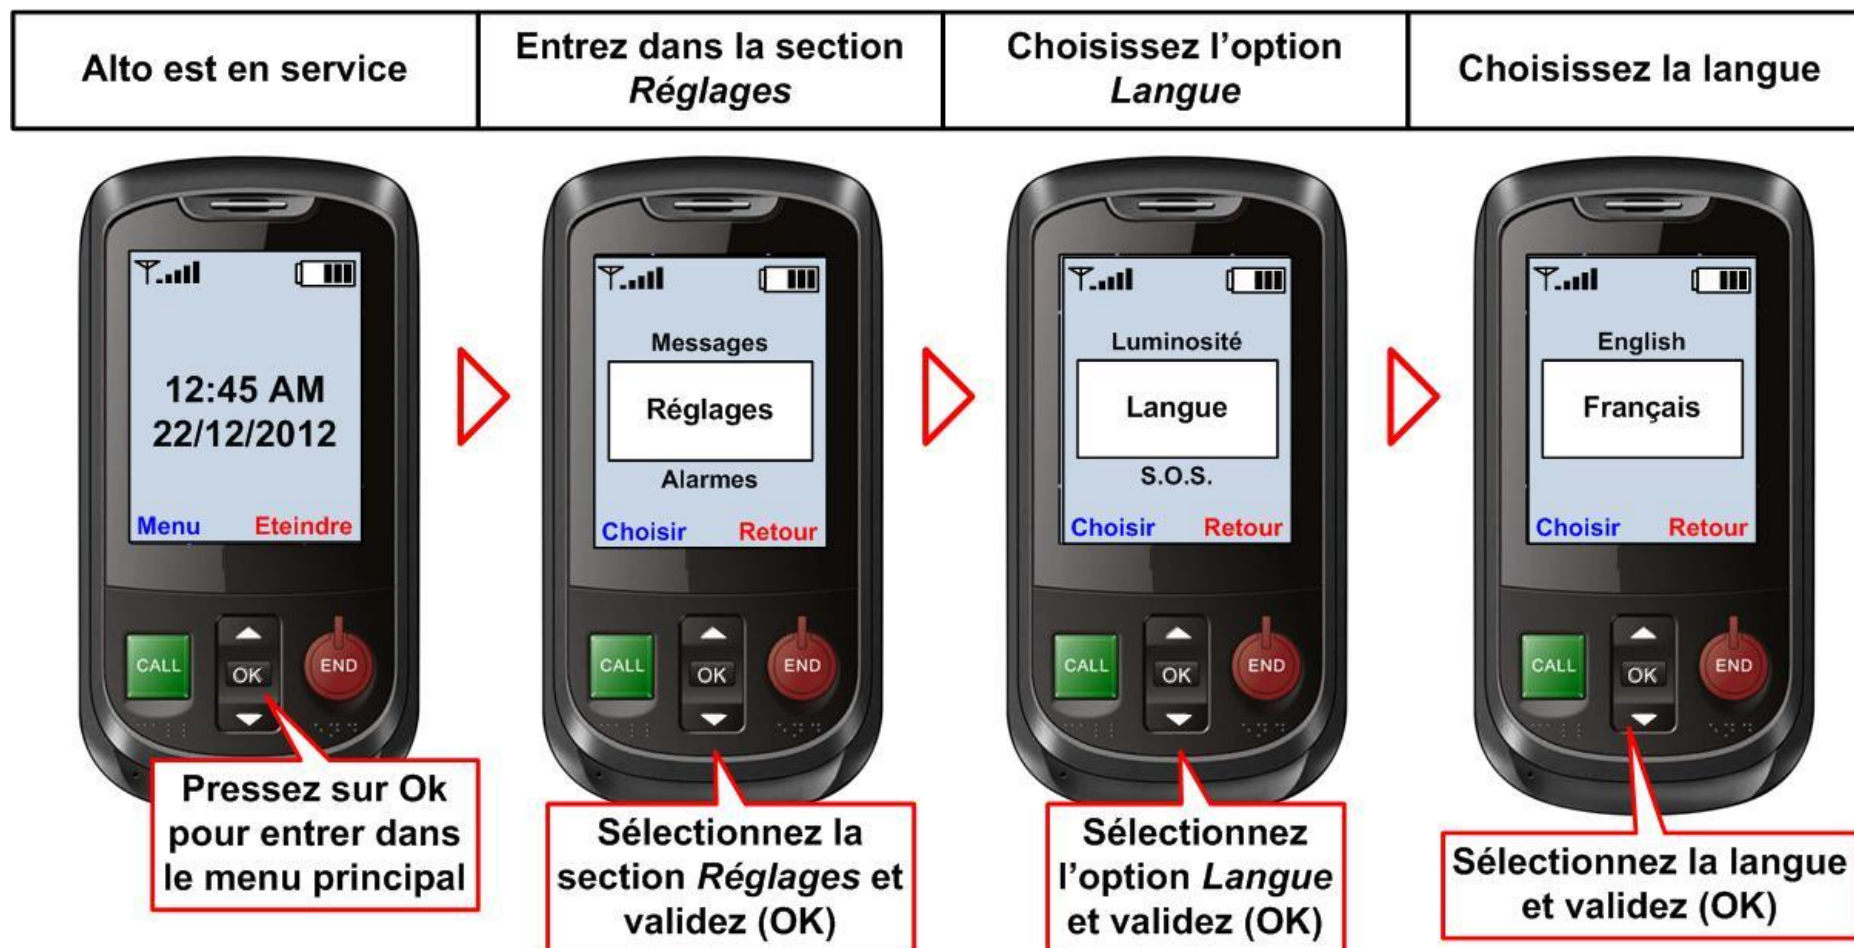 Alto est en service
Entrez dans la section
Réglages
Choisissez l'option
Langue
Choisissez la langue
12:45 AM
22/12/2012
Menu Eteindre
CALL
OK
END
Pressez sur Ok
pour entrer dans
le menu principal
Messages
Réglages
Alarmes
Choisir Retour
CALL
OK
END
Sélectionnez la
section Réglages et
validez (OK)
Luminosité
Langue
S.O.S.
Choisir Retour
CALL
OK
END
Sélectionnez
l'option Langue
et validez (OK)
English
Français
Choisir Retour
CALL
OK
END
Sélectionnez la langue
et validez (OK)